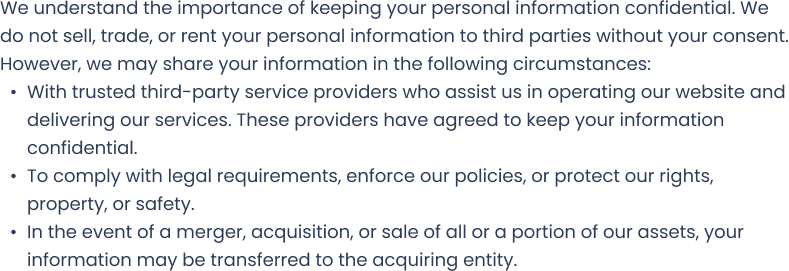 We understand the importance of keeping your personal information confidential. We
do not sell, trade, or rent your personal information to third parties without your consent.
However, we may share your information in the following circumstances:
• With trusted third-party service providers who assist us in operating our website and
delivering our services. These providers have agreed to keep your information
confidential.
• To comply with legal requirements, enforce our policies, or protect our rights,
property, or safety.
• In the event of a merger, acquisition, or sale of all or a portion of our assets, your
information may be transferred to the acquiring entity.